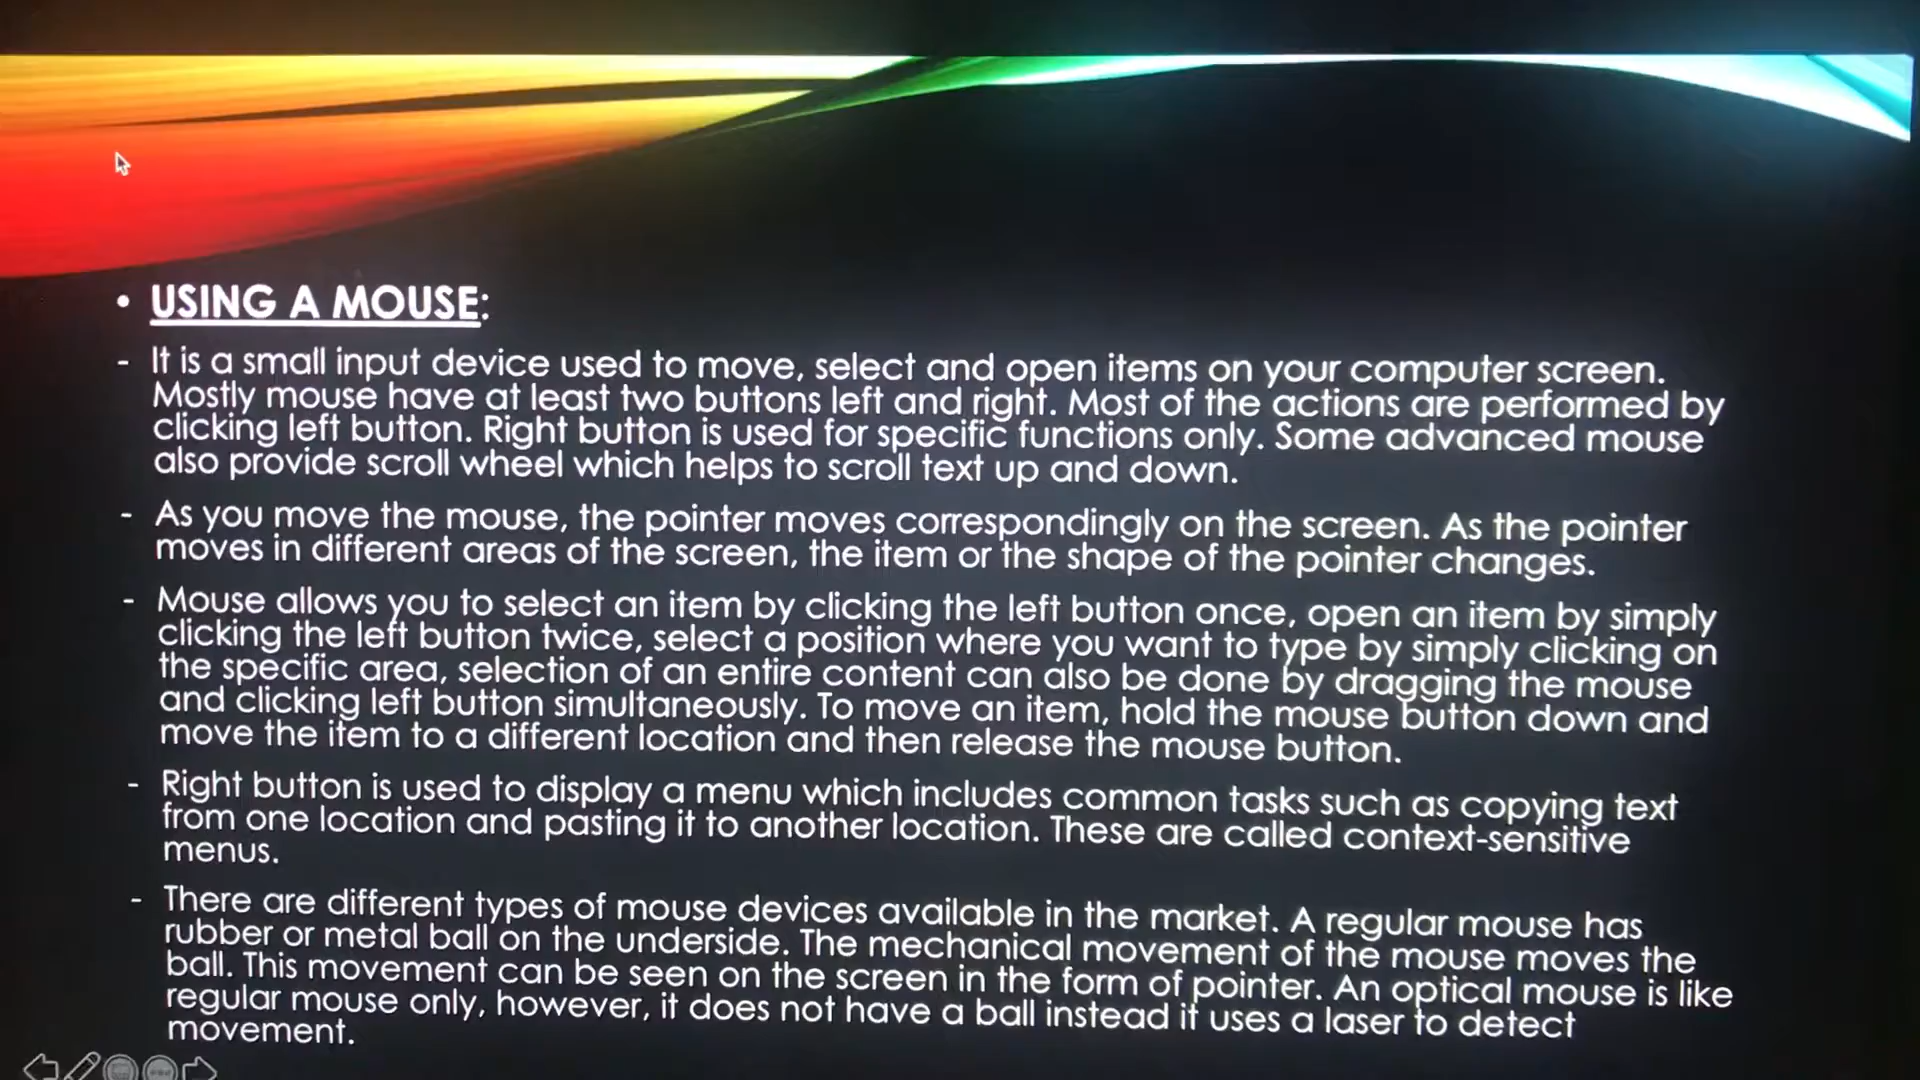 • USING A MOUSE:
- It is a small input device used to move, select and open items on your computer screen.
Mostly mouse have at least two buttons left and right. Most of the actions are performed by
clicking left button. Right button is used for specific functions only. Some advanced mouse
also provide scroll wheel which helps to scroll text up and down.
- As you move the mouse, the pointer moves correspondingly on the screen. As the pointer
moves in different areas of the screen, the item or the shape of the pointer changes.
- Mouse allows you to select an item by clicking the left button once, open an item by simply
clicking the left button twice, select a position where you want to type by simply clicking on
the specific area, selection of an entire content can also be done by dragging the mouse
and clicking left button simultaneously. To move an item, hold the mouse button down and
move the item to a different location and then release the mouse button.
- Right button is used to display a menu which includes common tasks such as copying text
from one location and pasting it to another location. These are called context-sensitive
menus.
- There are different types of mouse devices available in the market. A regular mouse has
rubber or metal ball on the underside. The mechanical movement of the mouse moves the
ball. This movement can be seen on the screen in the form of pointer. An optical mouse is like
regular mouse only, however, it does not have a ball instead it uses a laser to detect
movement.